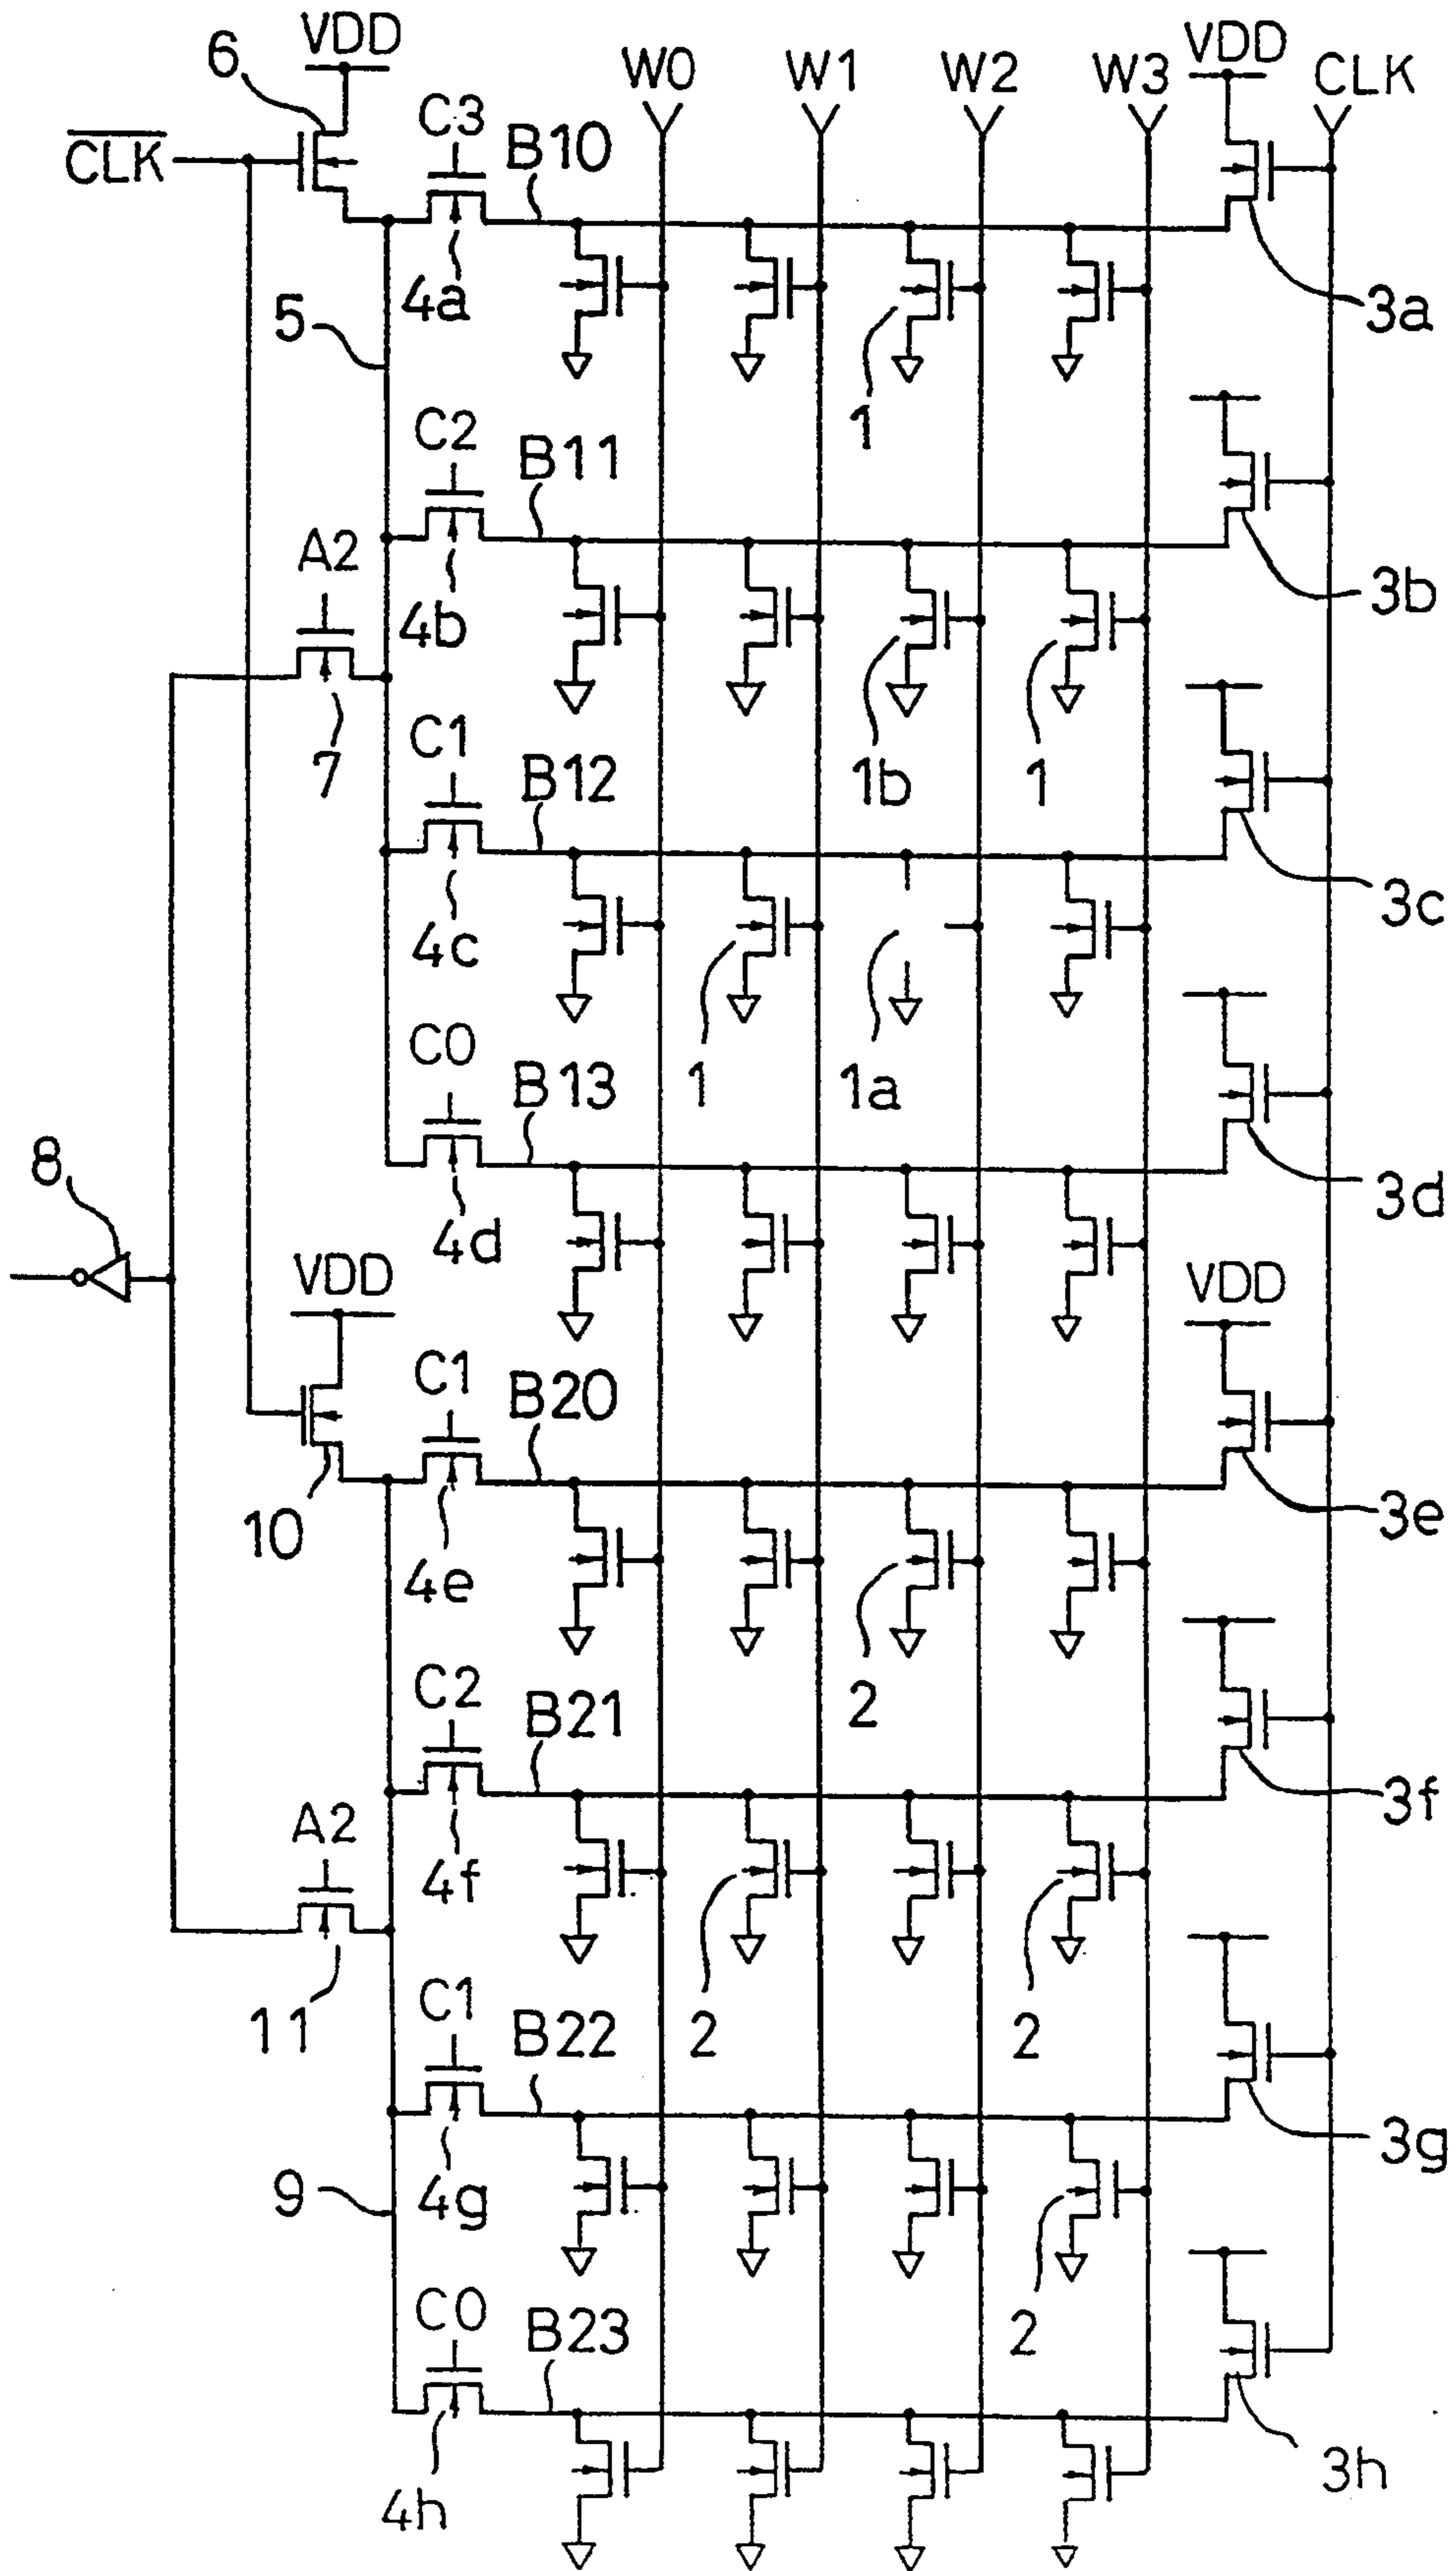 VDD
6
W0 W1 W2 W3
VDD
CLK
C3
B10
C̅L̅K̅
4a
3a
5
1
C2
B11
A2
4b
3b
7
C1
B12
1b
1
4c
3c
C0
B13
1
1a
8
4d
3d
VDD
VDD
C1
B20
10
4e
3e
2
C2
B21
A2
4f
3f
11
C1
B22
2
2
9
4g
3g
C0
B23
2
4h
3h